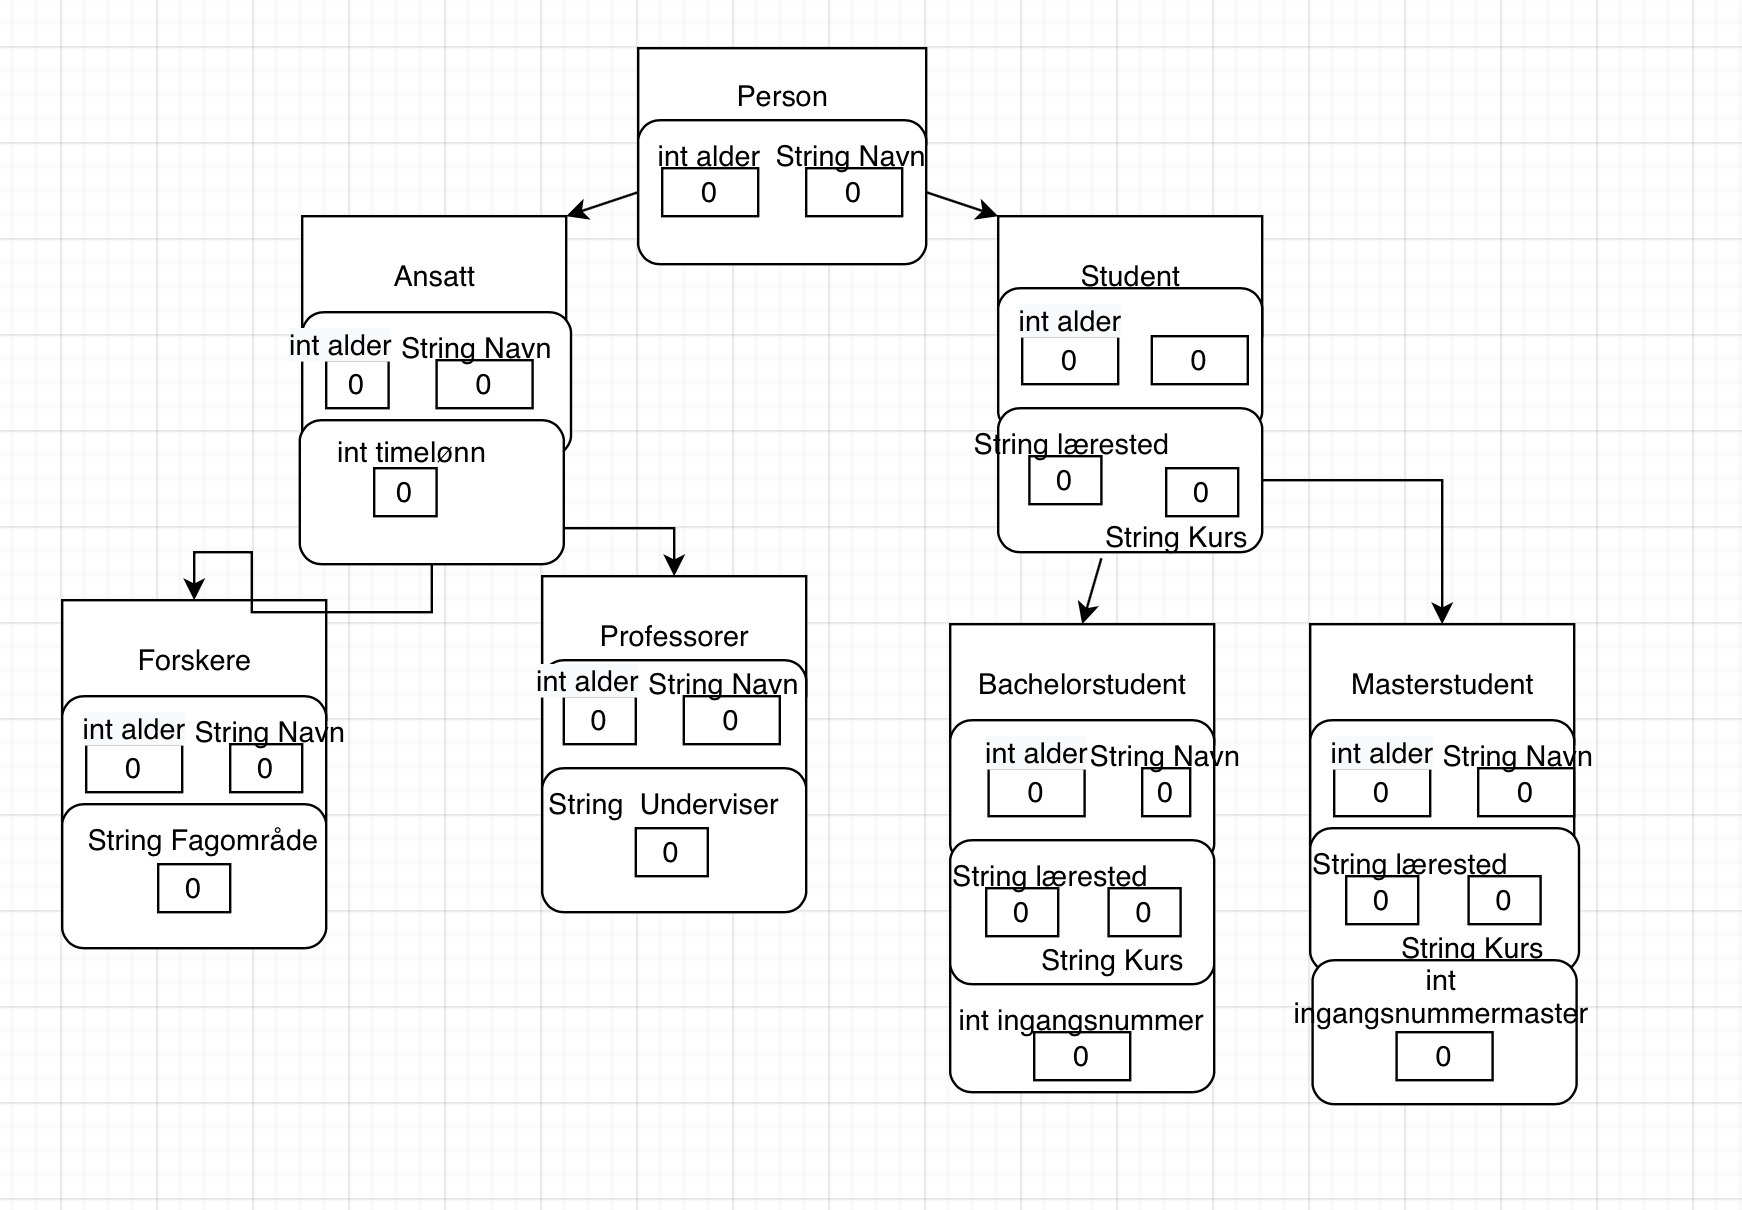 Person
int alder String Navn
0 0
Ansatt
int alder String Navn
0 0
int timelønn
0
Student
int alder
0 0
String lærested
0 0
String Kurs
Forskere
int alder String Navn
0 0
String Fagområde
0
Professorer
int alder String Navn
0 0
String Underviser
0
Bachelorstudent
int alder String Navn
0 0
String lærested
0 0
String Kurs
int ingangsnummer
0
Masterstudent
int alder String Navn
0 0
String lærested
0 0
String Kurs
int
ingangsnummermaster
0